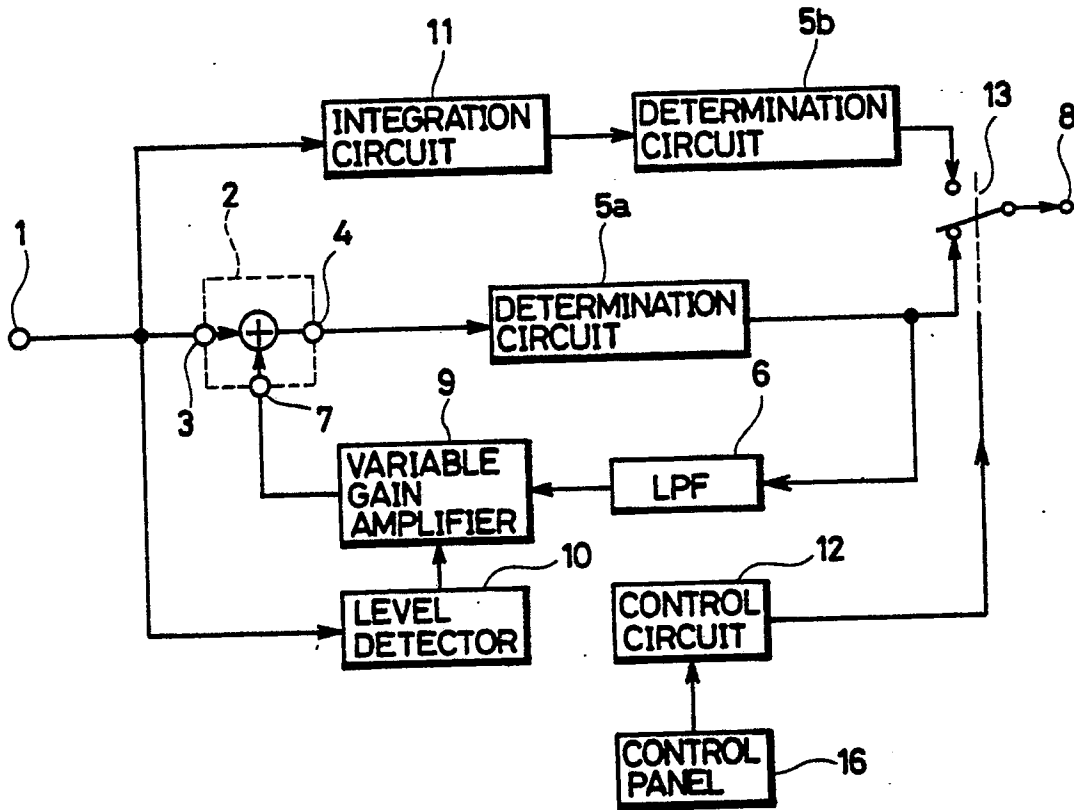 11
INTEGRATION
CIRCUIT
5b
DETERMINATION
CIRCUIT
13
8
1
2
3
4
7
5a
DETERMINATION
CIRCUIT
9
VARIABLE
GAIN
AMPLIFIER
6
LPF
10
LEVEL
DETECTOR
12
CONTROL
CIRCUIT
CONTROL
PANEL
16